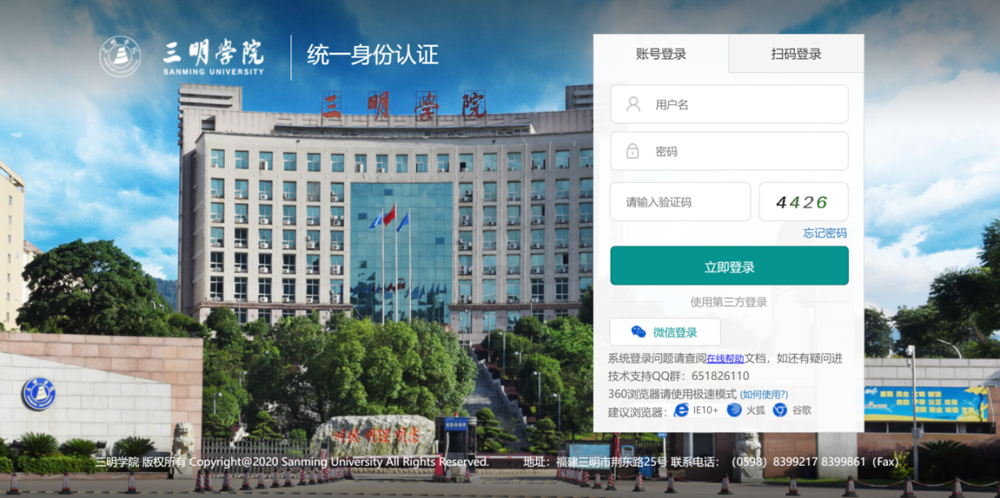 三明学院
SANMING UNIVERSITY
统一身份认证
三明学院
账号登录
扫码登录
用户名
密码
请输入验证码
4426
忘记密码
立即登录
使用第三方登录
微信登录
系统登录问题请查阅在线帮助文档，如还有疑问进
技术支持QQ群：651826110
360浏览器请使用极速模式 (如何使用?)
建议浏览器： IE10+ 火狐 谷歌
明德 明理 明志
三明学院 版权所有 Copyright@2020 Sanming University All Rights Reserved.
地址：福建三明市荆东路25号 联系电话：（0598）8399217 8399861（Fax）